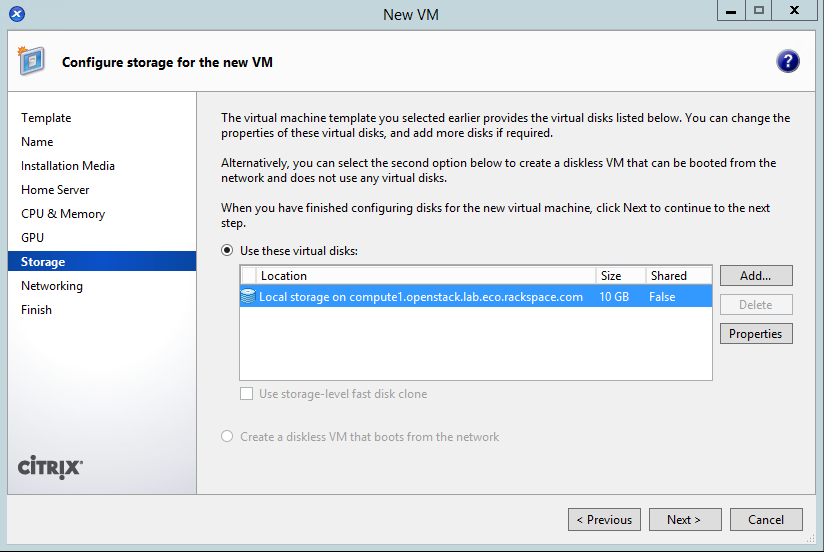 New VM
Configure storage for the new VM
?
Template
Name
Installation Media
Home Server
CPU & Memory
GPU
Storage
Networking
Finish
CITRIX
The virtual machine template you selected earlier provides the virtual disks listed below. You can change the
properties of these virtual disks, and add more disks if required.
Alternatively, you can select the second option below to create a diskless VM that can be booted from the
network and does not use any virtual disks.
When you have finished configuring disks for the new virtual machine, click Next to continue to the next
step.
Use these virtual disks:
Location Size Shared
Local storage on compute1.openstack.lab.eco.rackspace.com 10 GB False
Add...
Delete
Properties
Use storage-level fast disk clone
Create a diskless VM that boots from the network
< Previous Next > Cancel